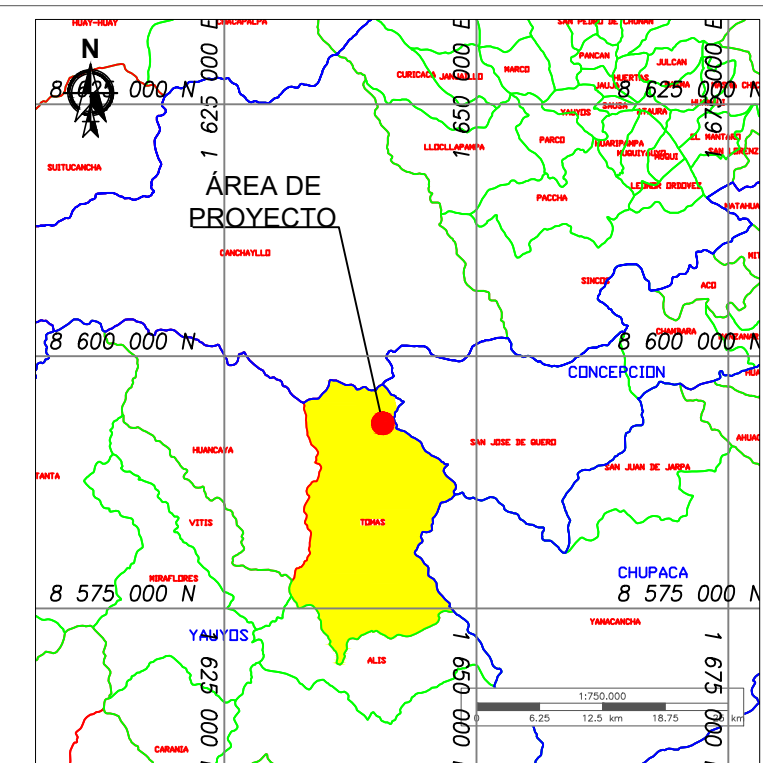 HUAY-HUAY
CHACAPALPA
SAN PEDRO DE CHUNAN
N
PANCAN
JULCAN
CURICACA
MARCO
HUERTAS
8 625 000 N
8 625 000 N
1 625 000 E
1 650 000 E
1 675 000 E
SAUSA
ATAURA
YAUYOS
PARCO
HUARIPAMPA
MUQUIYAUYO
MUQUI
EL MANTARO
LLOCLLAPAMPA
SUITUCANCHA
LEONOR ORDOÑEZ
PACCHA
ÁREA DE
PROYECTO
CANCHAYLLO
SINCOS
ACO
CHAMBARA
8 600 000 N
8 600 000 N
CONCEPCION
HUANCAYA
SAN JOSE DE QUERO
SAN JUAN DE JARPA
TANTA
VITIS
TOMAS
MIRAFLORES
CHUPACA
8 575 000 N
8 575 000 N
YANACANCHA
YAUYOS
ALIS
1 625 000
1 650 000
1 675 000
1:750.000
0 6.25 12.5 km 18.75 25 km
CARANIA